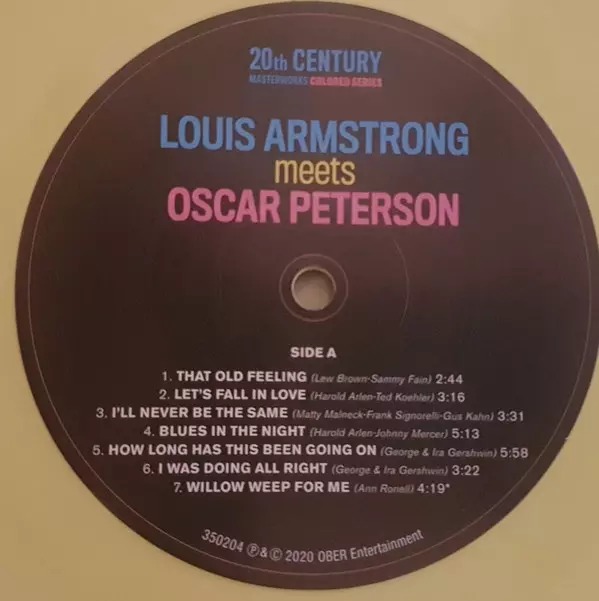 20th CENTURY
MASTERWORKS COLORED SERIES
LOUIS ARMSTRONG
meets
OSCAR PETERSON
SIDE A
1. THAT OLD FEELING (Lew Brown-Sammy Fain) 2:44
2. LET'S FALL IN LOVE (Harold Arlen-Ted Koehler) 3:16
3. I'LL NEVER BE THE SAME (Matty Malneck-Frank Signorelli-Gus Kahn) 3:31
4. BLUES IN THE NIGHT (Harold Arlen-Johnny Mercer) 5:13
5. HOW LONG HAS THIS BEEN GOING ON (George & Ira Gershwin) 5:58
6. I WAS DOING ALL RIGHT (George & Ira Gershwin) 3:22
7. WILLOW WEEP FOR ME (Ann Ronell) 4:19*
350204 ℗&© 2020 OBER Entertainment